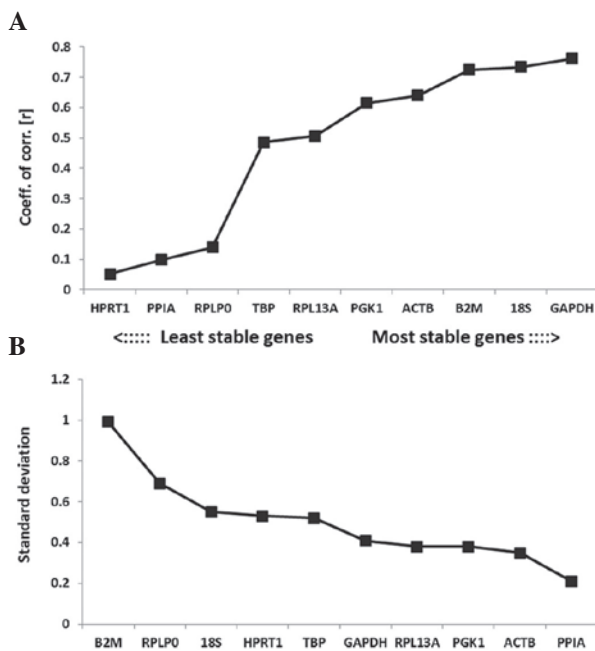 A
0.8
0.7
0.6
0.5
0.4
0.3
0.2
0.1
0
Coeff. of corr. [r]
HPRT1 PPIA RPLP0 TBP RPL13A PGK1 ACTB B2M 18S GAPDH
<::::: Least stable genes Most stable genes ::::>
B
1.2
1
0.8
0.6
0.4
0.2
0
Standard deviation
B2M RPLP0 18S HPRT1 TBP GAPDH RPL13A PGK1 ACTB PPIA